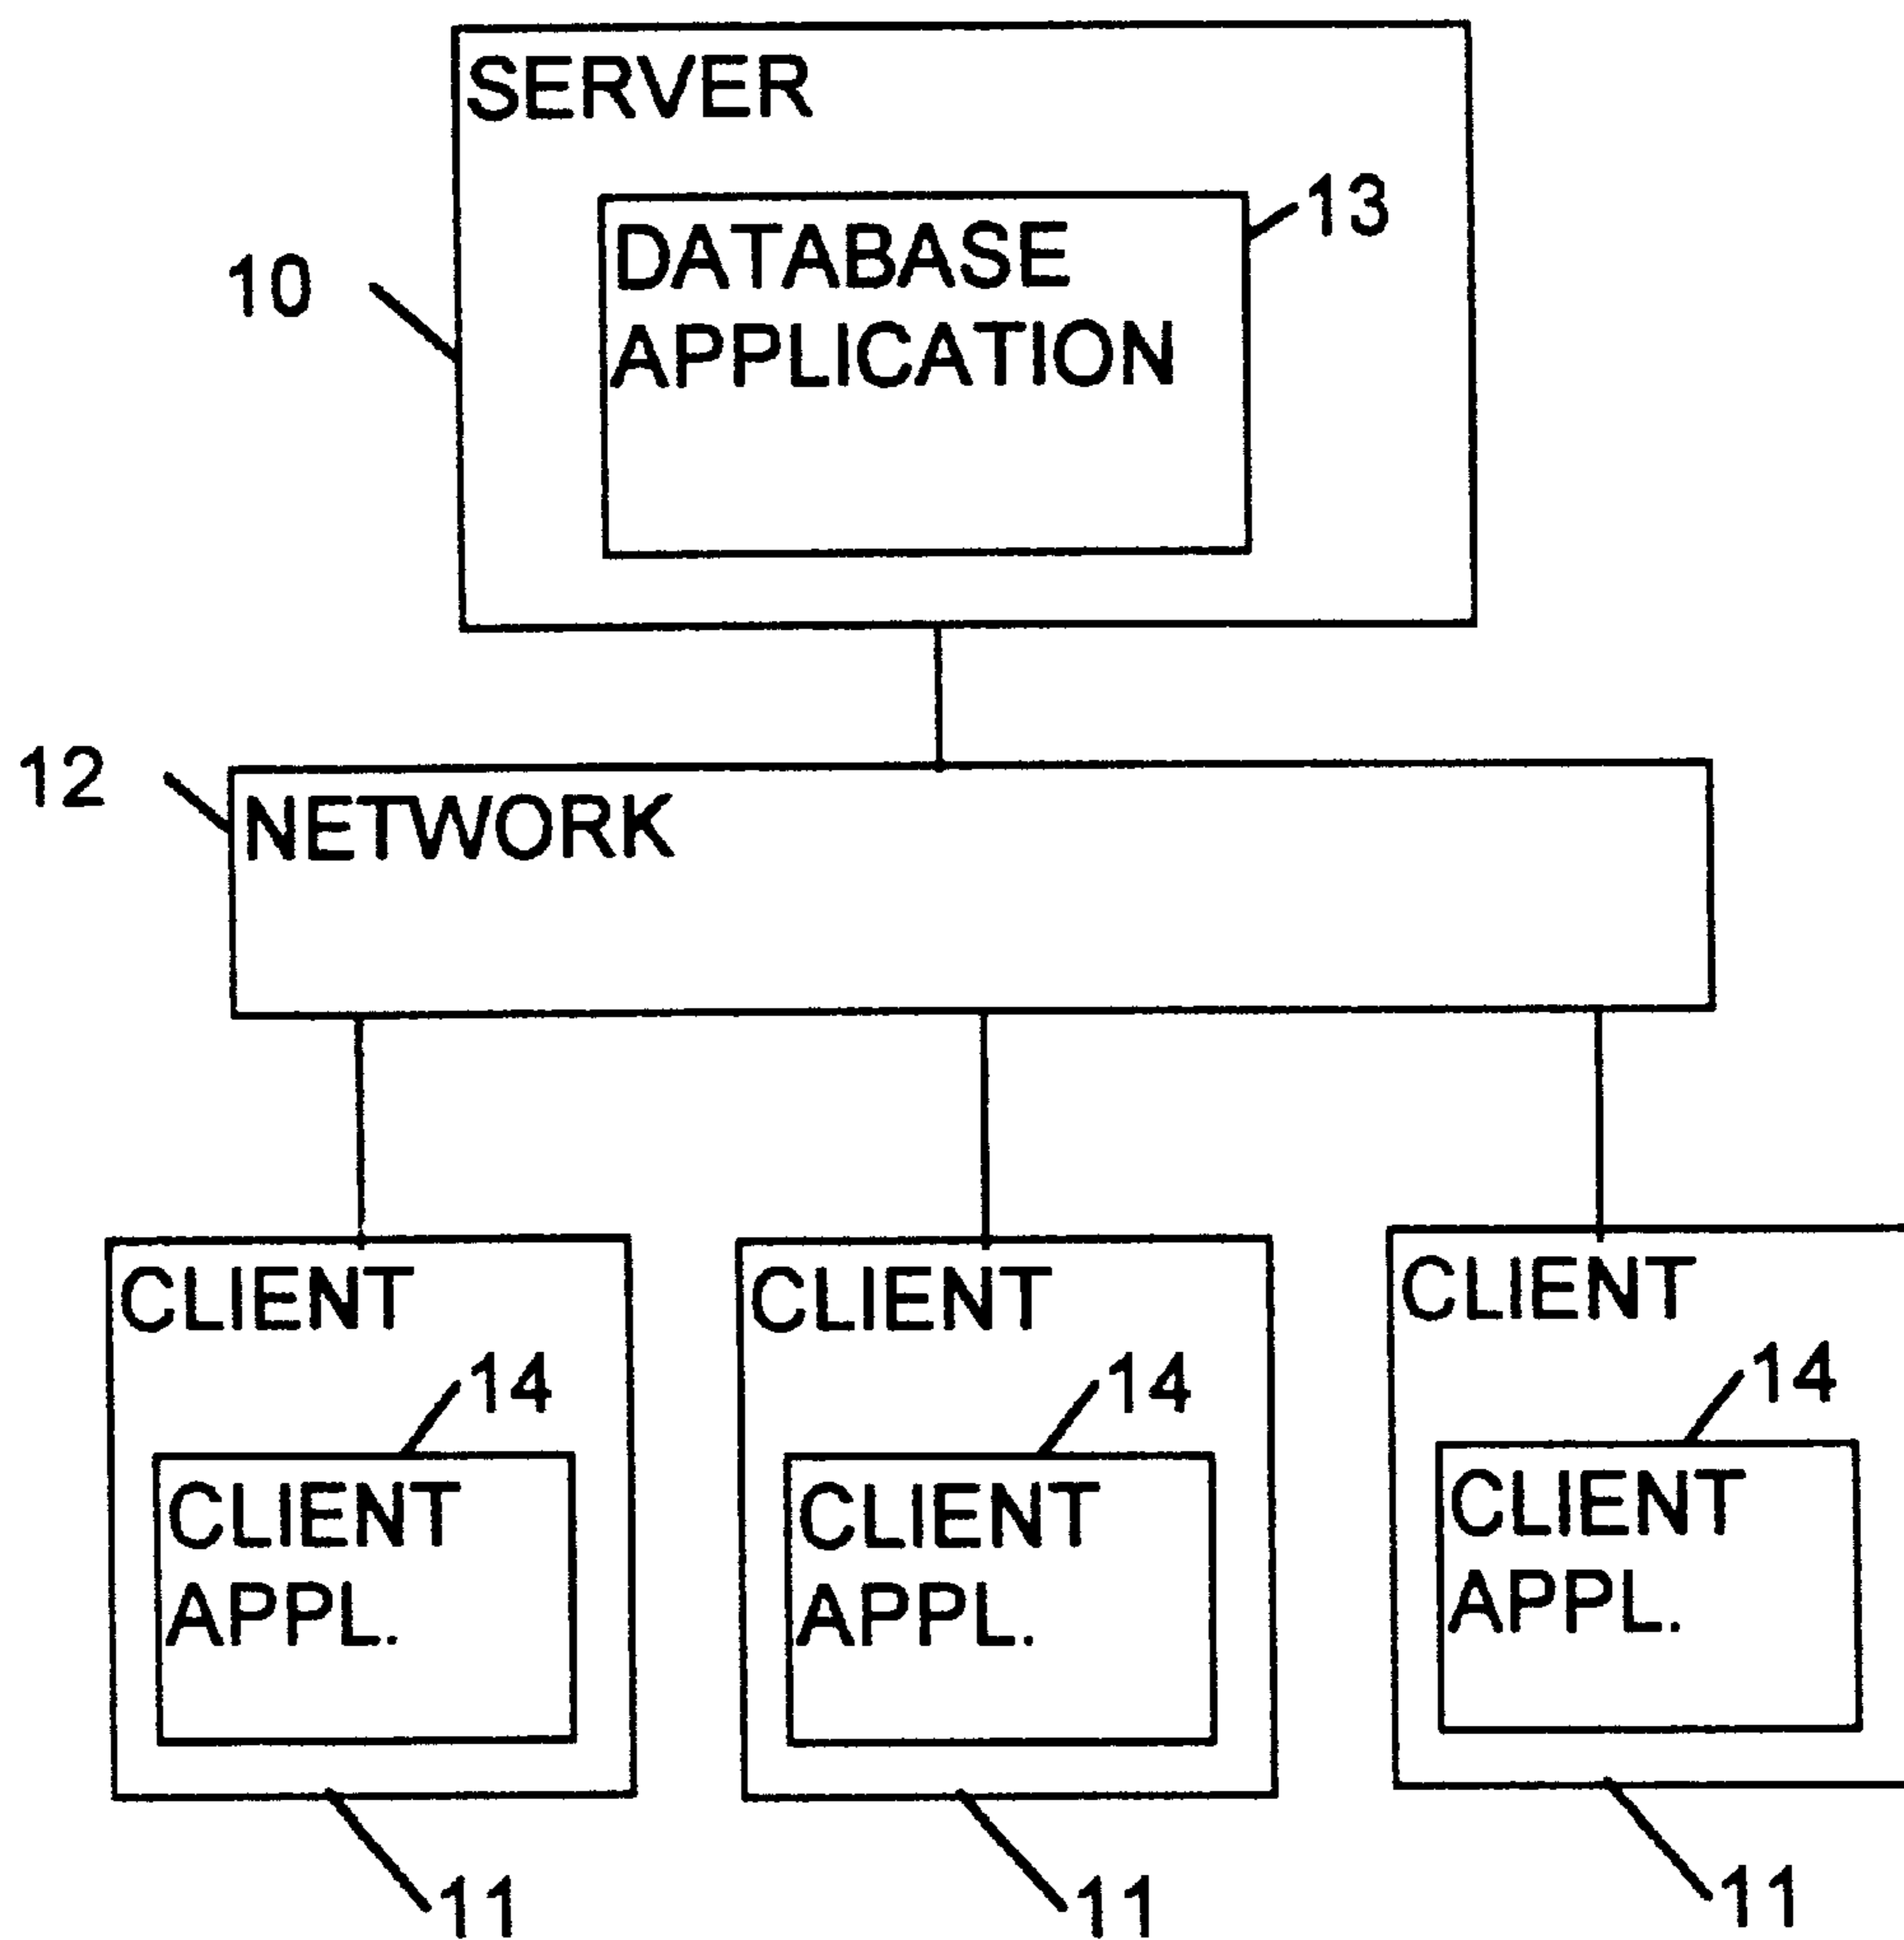 SERVER
13
DATABASE
APPLICATION
10
12
NETWORK
CLIENT
14
CLIENT
APPL.
11
CLIENT
14
CLIENT
APPL.
11
CLIENT
14
CLIENT
APPL.
11